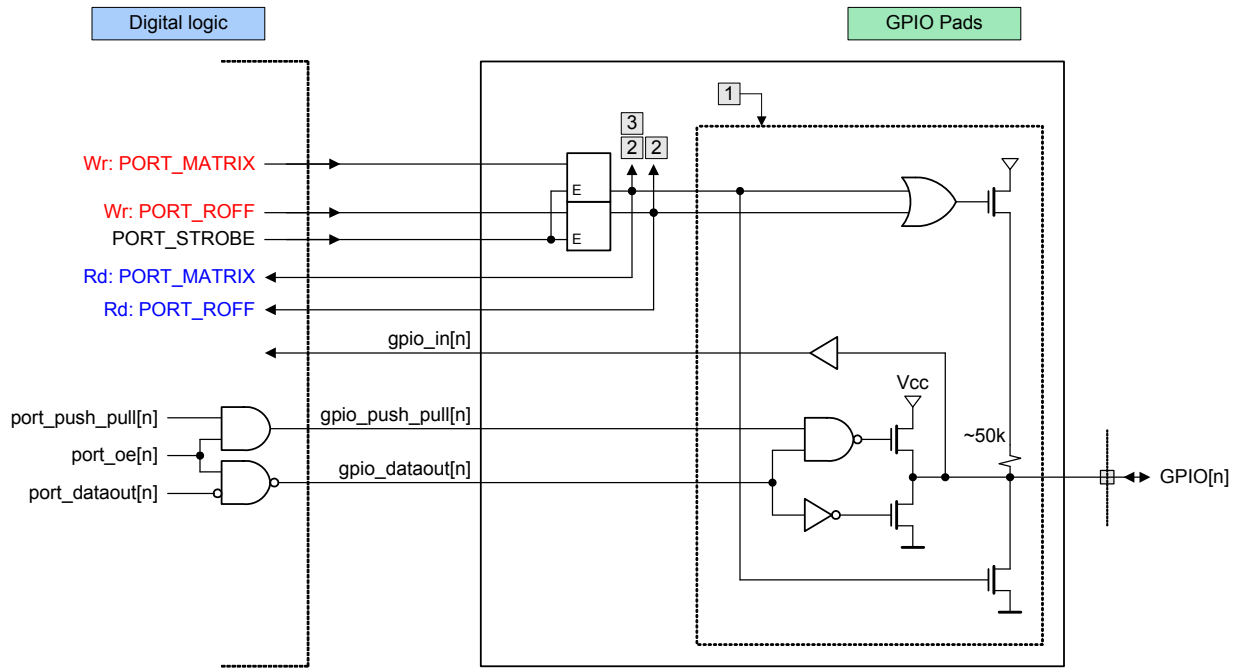 Digital logic
GPIO Pads
1
3
2 2
Wr: PORT_MATRIX
E
Wr: PORT_ROFF
PORT_STROBE
E
Rd: PORT_MATRIX
Rd: PORT_ROFF
gpio_in[n]
Vcc
port_push_pull[n]
gpio_push_pull[n]
~50k
port_oe[n]
gpio_dataout[n]
GPIO[n]
port_dataout[n]